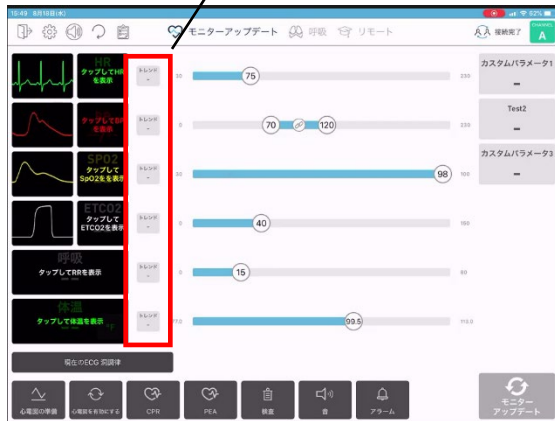 15:49 8月18日(水)
62%
モニターアップデート
呼吸
リモート
接続完了
A
HR
タップしてHR
を表示
トレンド
-
30
75
230
カスタムパラメータ1
--
トレンド
-
0
70
120
230
Test2
--
SPO2
タップして
SpO2をを表示
トレンド
-
98
100
カスタムパラメータ3
--
ETCO2
タップして
ETCO2を表示
トレンド
-
0
40
150
呼吸
タップしてRRを表示
トレンド
-
0
15
60
体温
タップして体温を表示
°F
トレンド
-
99.5
113.0
現在のECG 洞調律
心電図の準備
心電図を有効にする
CPR
PEA
検査
音
アラーム
モニター
アップデート